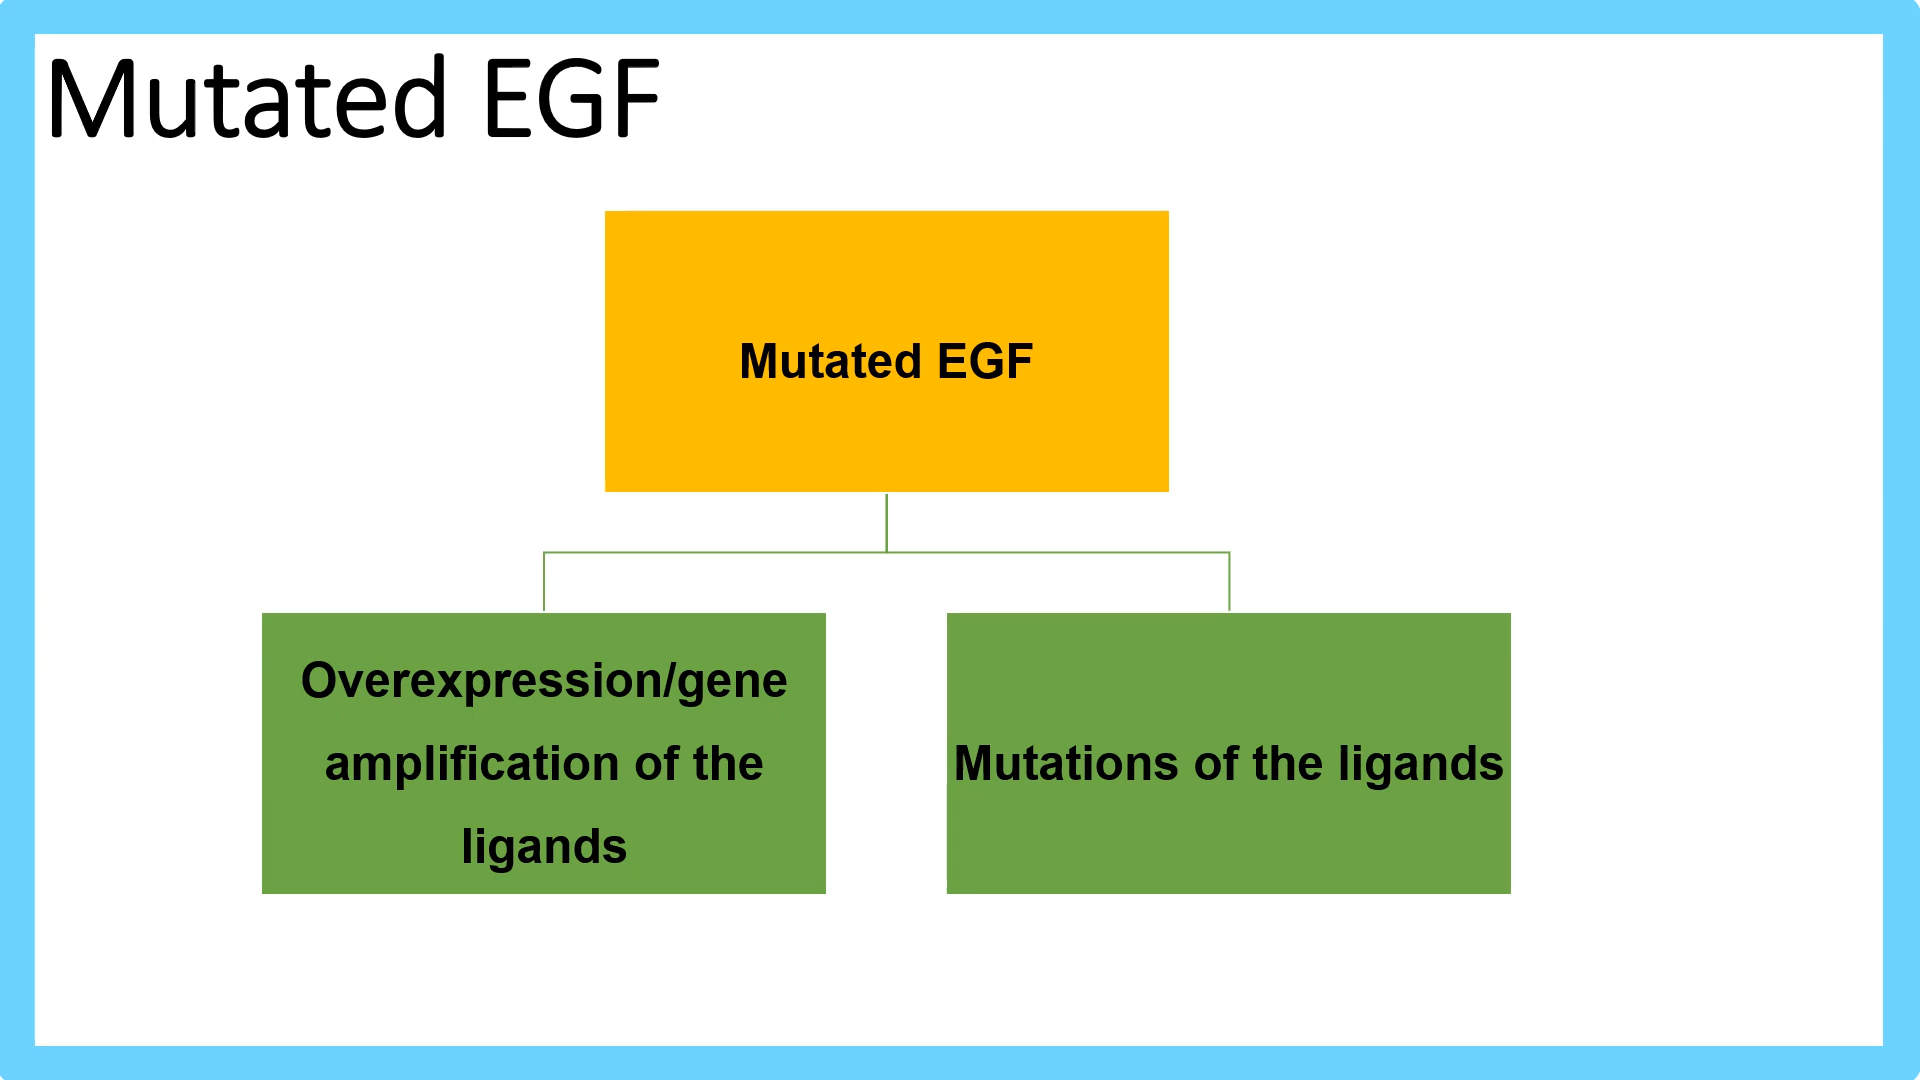 Mutated EGF
Mutated EGF
Overexpression/gene
amplification of the
ligands
Mutations of the ligands